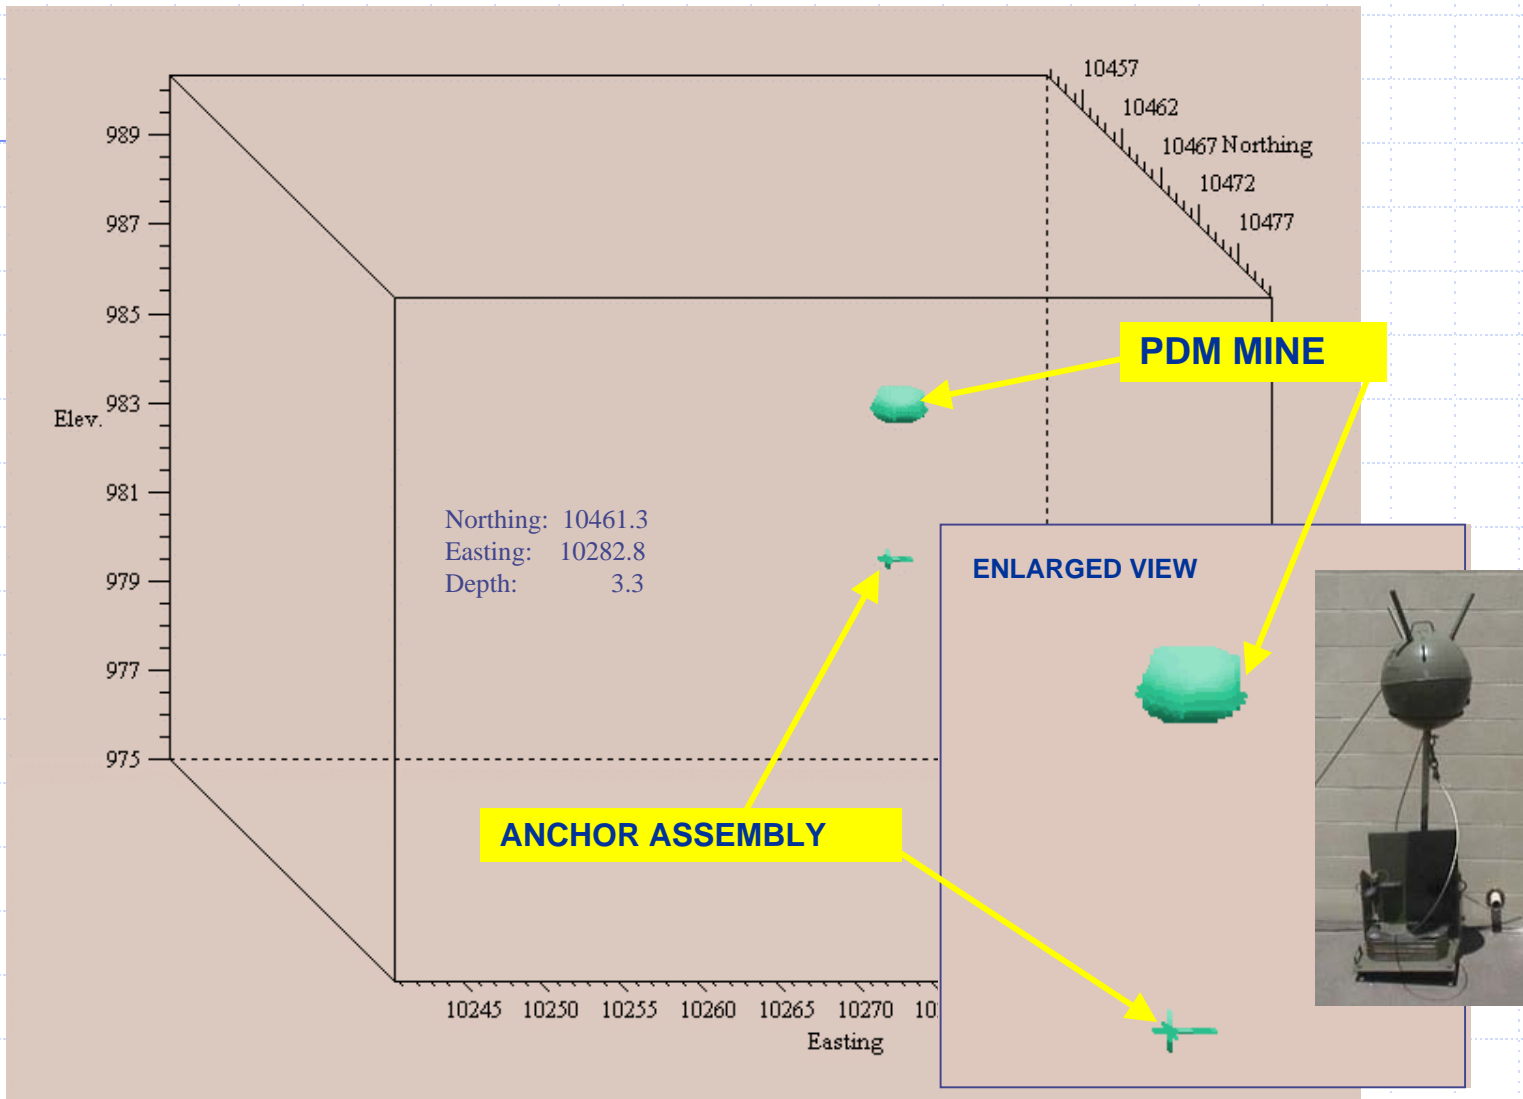 10457
10462
10467 Northing
10472
10477
989
987
985
983
Elev.
981
979
977
975
PDM MINE
Northing: 10461.3
Easting: 10282.8
Depth: 3.3
ENLARGED VIEW
ANCHOR ASSEMBLY
10245 10250 10255 10260 10265 10270 10
Easting